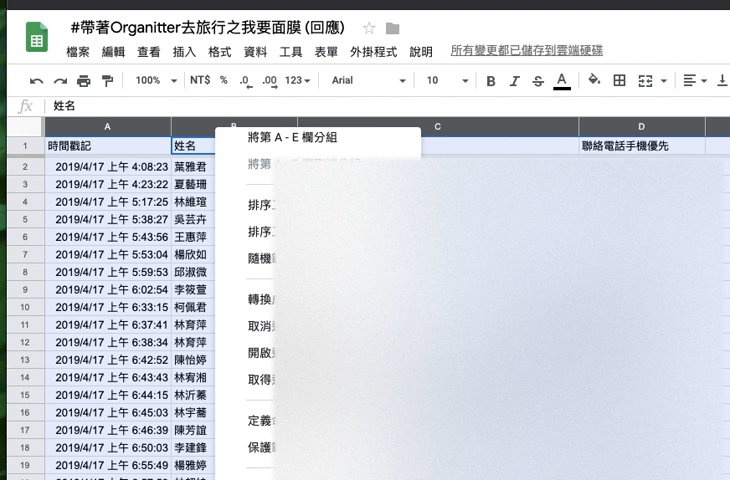 #帶著Organitter去旅行之我要面膜 (回應)
檔案 編輯 查看 插入 格式 資料 工具 表單 外掛程式 說明 所有變更都已儲存到雲端硬碟
100% NT$ % .0 .00 123 Arial 10 B I S A
fx 姓名
A C D
1 時間戳記 姓名 將第 A - E 欄分組 聯絡電話手機優先
2 2019/4/17 上午 4:08:23 葉雅君 將第
3 2019/4/17 上午 4:23:22 夏藝珊
4 2019/4/17 上午 5:17:25 林維瑄 排序
5 2019/4/17 上午 5:38:27 吳芸卉
6 2019/4/17 上午 5:43:56 王惠萍 排序
7 2019/4/17 上午 5:53:04 楊欣如 隨機
8 2019/4/17 上午 5:59:53 邱淑微
9 2019/4/17 上午 6:02:54 李筱萱 轉換
10 2019/4/17 上午 6:33:15 柯佩君
11 2019/4/17 上午 6:37:41 林育萍 取消
12 2019/4/17 上午 6:38:34 林育萍
13 2019/4/17 上午 6:42:52 陳怡婷 開啟
14 2019/4/17 上午 6:43:43 林宥湘 取得
15 2019/4/17 上午 6:44:15 林沂蓁
16 2019/4/17 上午 6:45:03 林宇蕎 定義
17 2019/4/17 上午 6:46:39 陳芳誼
18 2019/4/17 上午 6:50:03 李建鋒 保護
19 2019/4/17 上午 6:55:49 楊雅婷